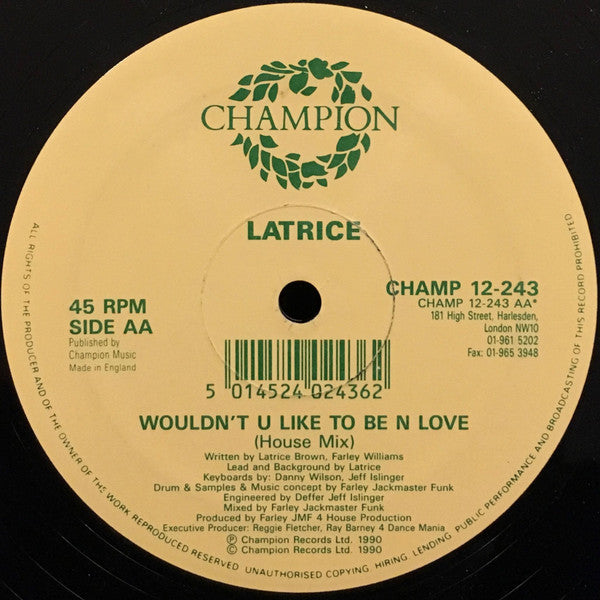 CHAMPION
LATRICE
45 RPM
SIDE AA
Published by
Champion Music
Made in England
CHAMP 12-243
CHAMP 12-243 AA*
181 High Street, Harlesden,
London NW10
01-961 5202
Fax: 01-965 3948
5 014524 024362
WOULDN'T U LIKE TO BE N LOVE
(House Mix)
Written by Latrice Brown, Farley Williams
Lead and Background by Latrice
Keyboards by: Danny Wilson, Jeff Islinger
Drum & Samples & Music concept by Farley Jackmaster Funk
Engineered by Deffer Jeff Islinger
Mixed by Farley Jackmaster Funk
Produced by Farley JMF 4 House Production
Executive Producer: Reggie Fletcher, Ray Barney 4 Dance Mania
℗ Champion Records Ltd. 1990
© Champion Records Ltd. 1990
ALL RIGHTS OF THE PRODUCER AND OF THE OWNER OF THE WORK REPRODUCED RESERVED. UNAUTHORISED COPYING, HIRING, LENDING, PUBLIC PERFORMANCE AND BROADCASTING OF THIS RECORD PROHIBITED